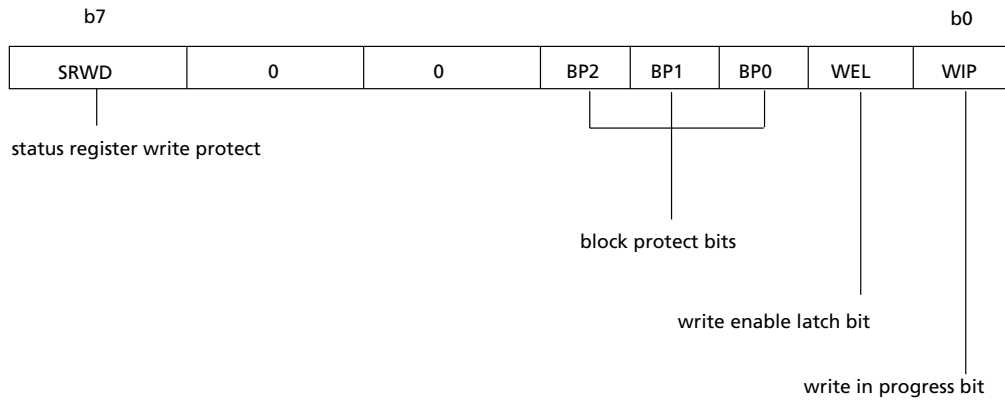 b7 b0
SRWD 0 0 BP2 BP1 BP0 WEL WIP
status register write protect
block protect bits
write enable latch bit
write in progress bit